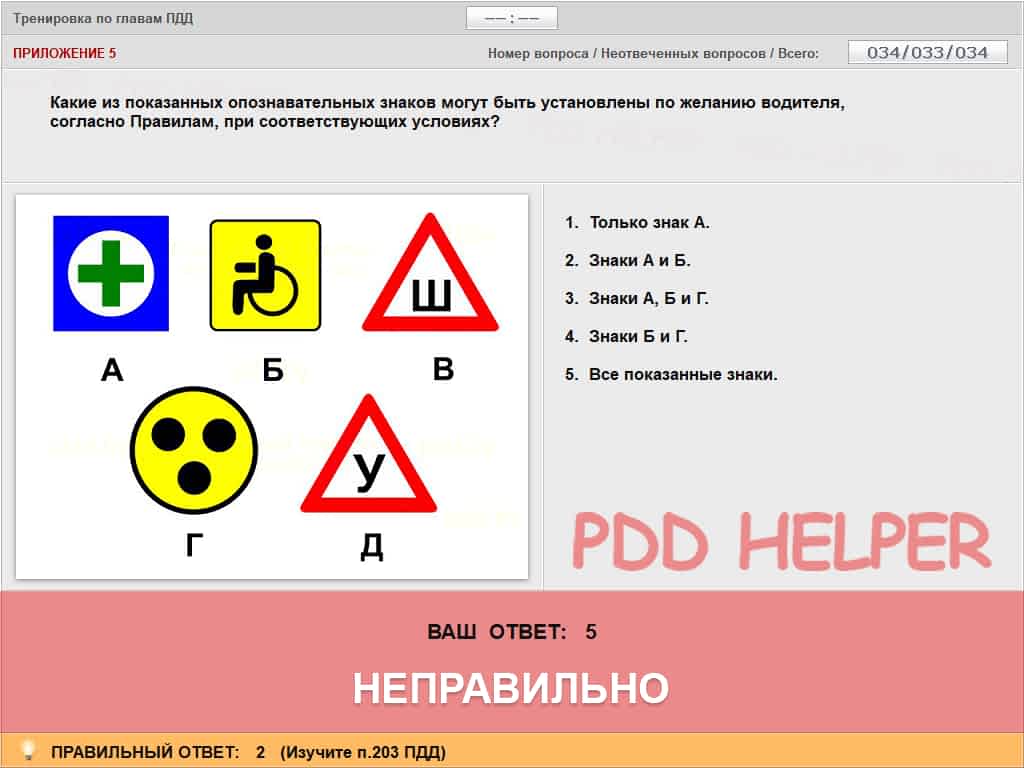 Тренировка по главам ПДД
–– : ––
ПРИЛОЖЕНИЕ 5
Номер вопроса / Неотвеченных вопросов / Всего:
034/033/034
Какие из показанных опознавательных знаков могут быть установлены по желанию водителя,
согласно Правилам, при соответствующих условиях?
Ш
А
Б
В
У
Г
Д
1. Только знак А.
2. Знаки А и Б.
3. Знаки А, Б и Г.
4. Знаки Б и Г.
5. Все показанные знаки.
PDD HELPER
ВАШ ОТВЕТ: 5
НЕПРАВИЛЬНО
ПРАВИЛЬНЫЙ ОТВЕТ: 2 (Изучите п.203 ПДД)